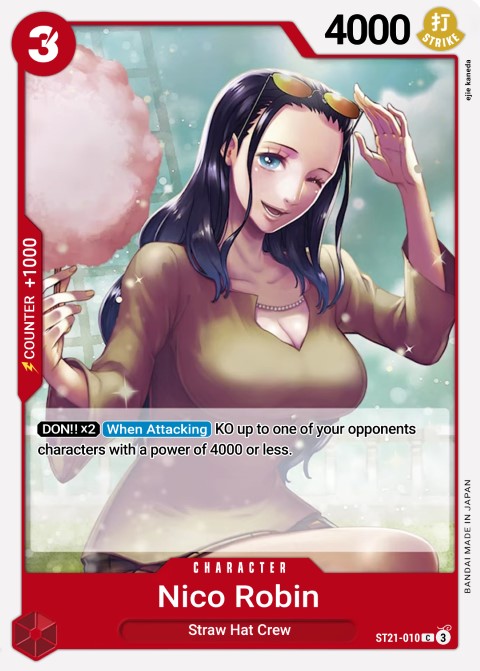 3
4000
打
STRIKE
ejie kaneda
COUNTER +1000
DON!!×2 When Attacking KO up to one of your opponents
characters with a power of 4000 or less.
BANDAI MADE IN JAPAN
CHARACTER
Nico Robin
Straw Hat Crew
ST21-010 C 3